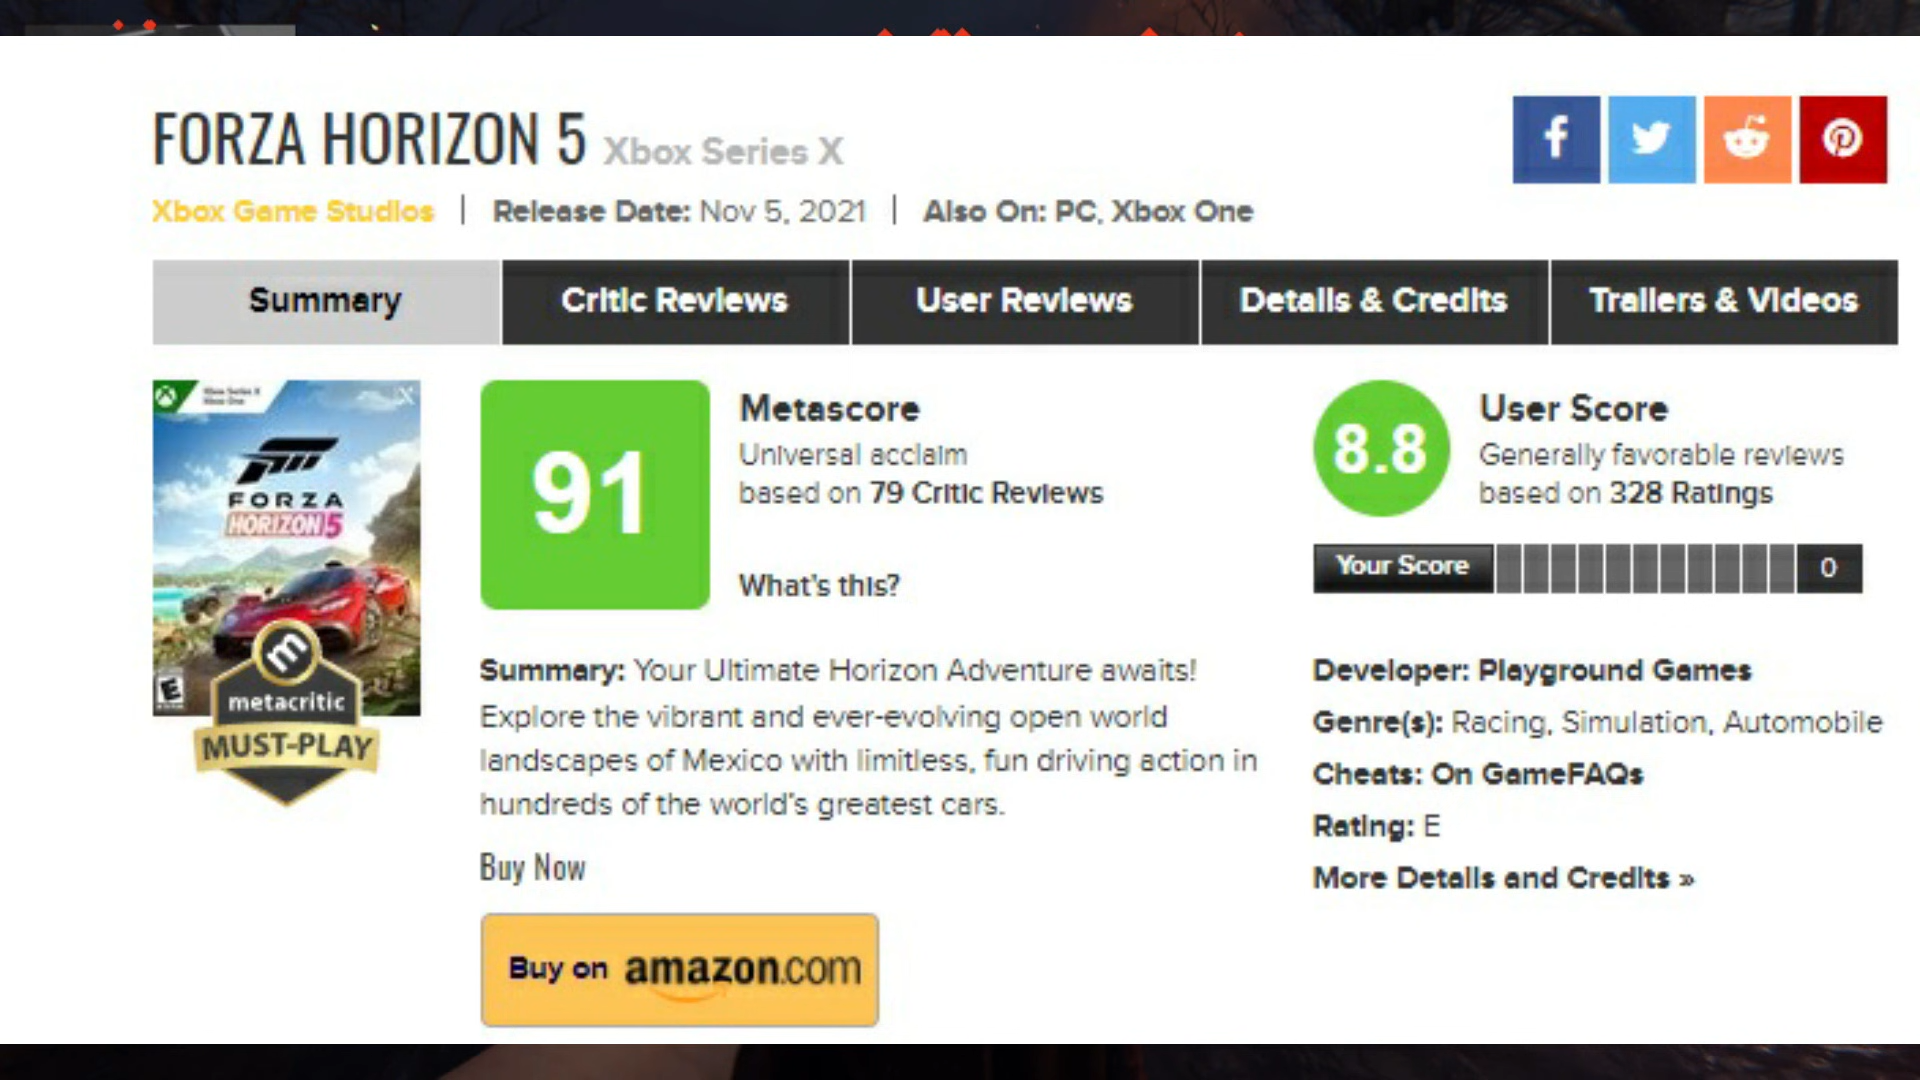 FORZA HORIZON 5 Xbox Series X
Xbox Game Studios | Release Date: Nov 5, 2021 | Also On: PC, Xbox One
Summary
Critic Reviews
User Reviews
Details & Credits
Trailers & Videos
Xbox Series X
Xbox One
FORZA
HORIZON 5
E
metacritic
MUST-PLAY
91
Metascore
Universal acclaim
based on 79 Critic Reviews
What's this?
8.8
User Score
Generally favorable reviews
based on 328 Ratings
Your Score
0
Summary: Your Ultimate Horizon Adventure awaits!
Explore the vibrant and ever-evolving open world
landscapes of Mexico with limitless, fun driving action in
hundreds of the world's greatest cars.
Buy Now
Buy on amazon.com
Developer: Playground Games
Genre(s): Racing, Simulation, Automobile
Cheats: On GameFAQs
Rating: E
More Details and Credits »